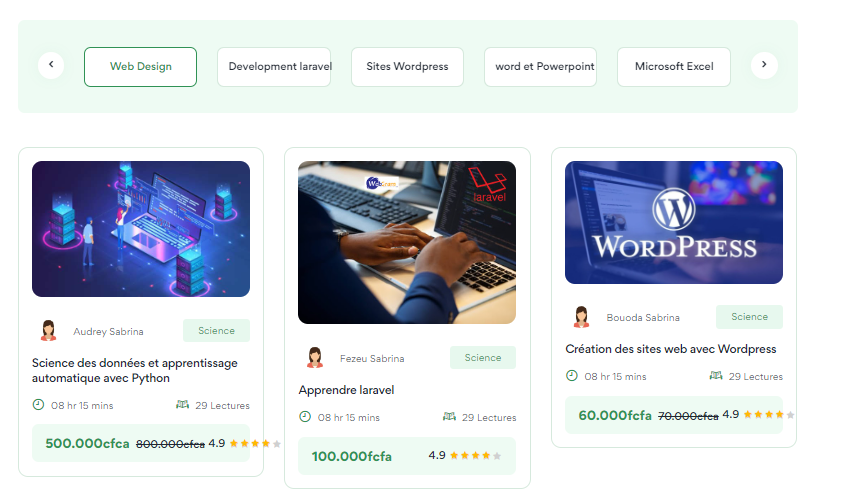 Web Design
Development laravel
Sites Wordpress
word et Powerpoint
Microsoft Excel
Audrey Sabrina
Science
Science des données et apprentissage
automatique avec Python
08 hr 15 mins
29 Lectures
500.000cfca 800.000cfca 4.9
laravel
Fezeu Sabrina
Science
Apprendre laravel
08 hr 15 mins
29 Lectures
100.000fcfa
4.9
WORDPRESS
Bouoda Sabrina
Science
Création des sites web avec Wordpress
08 hr 15 mins
29 Lectures
60.000cfca 70.000cfca 4.9